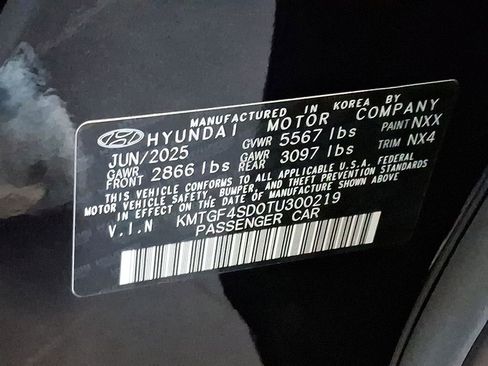 MANUFACTURED IN KOREA BY
HYUNDAI MOTOR COMPANY
JUN/2025 GVWR 5567 lbs PAINT NXX
GAWR FRONT 2866 lbs GAWR REAR 3097 lbs TRIM NX4
THIS VEHICLE CONFORMS TO ALL APPLICABLE U.S.A. FEDERAL
MOTOR VEHICLE SAFETY, BUMPER, AND THEFT PREVENTION
STANDARDS IN EFFECT ON THE DATE OF MANUFACTURE SHOWN ABOVE.
V.I.N KMTGF4SD0TU300219
PASSENGER CAR